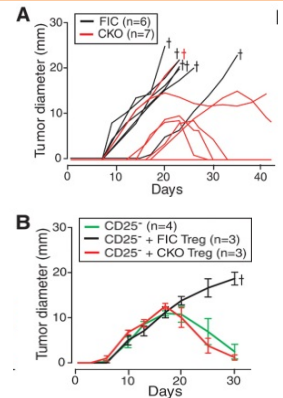 A
FIC (n=6)
CKO (n=7)
Tumor diameter (mm)
30
20
10
0
† † † † † † †
0 10 20 30 40
Days
B
CD25⁻ (n=4)
CD25⁻ + FIC Treg (n=3)
CD25⁻ + CKO Treg (n=3)
Tumor diameter (mm)
30
20
10
0
†
0 10 20 30
Days